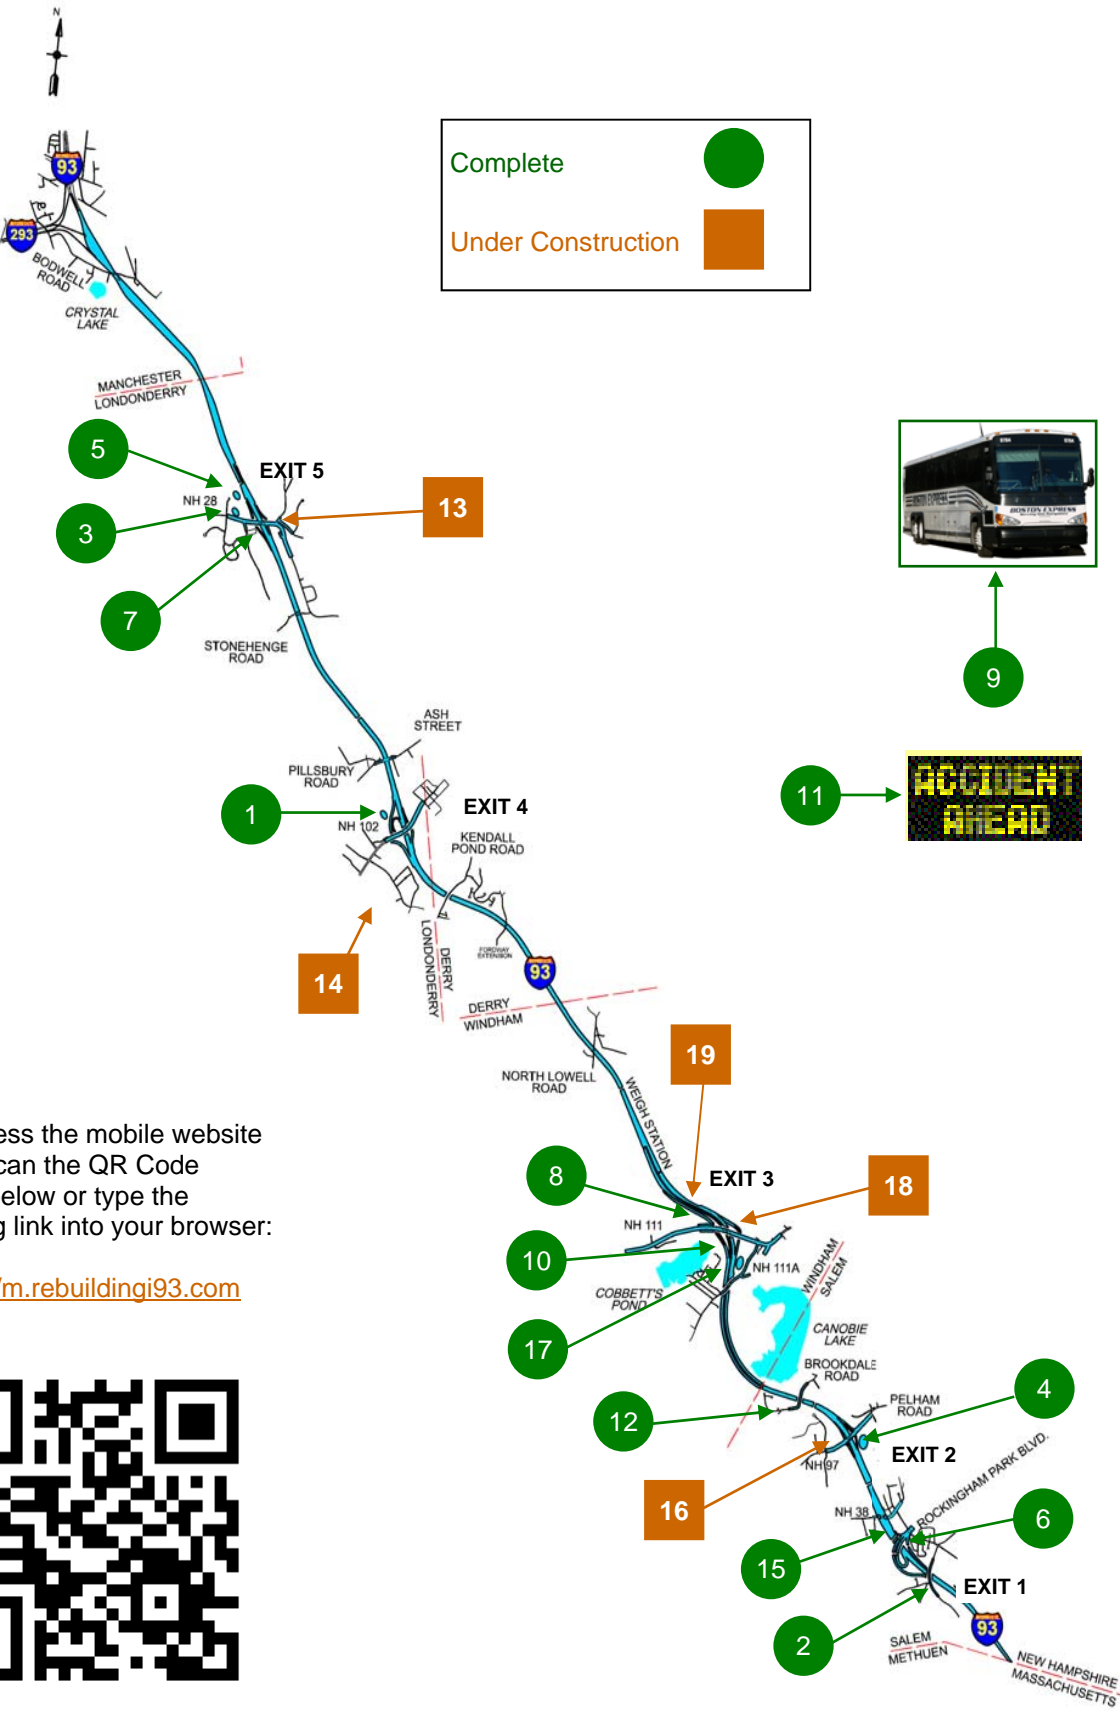 N
93
293
BODWELL
ROAD
CRYSTAL
LAKE
Complete
Under Construction
MANCHESTER
LONDONDERRY
5
EXIT 5
NH 28
13
3
7
STONEHENGE
ROAD
BOSTON EXPRESS
9
ASH
STREET
PILLSBURY
ROAD
1
EXIT 4
NH 102
KENDALL
POND ROAD
11
ACCIDENT
AHEAD
14
LONDONDERRY
DERRY
FORDWAY
EXTENSION
93
DERRY
WINDHAM
19
NORTH LOWELL
ROAD
WEIGH STATION
ess the mobile website
can the QR Code
elow or type the
g link into your browser:
/m.rebuildingi93.com
8
EXIT 3
18
NH 111
10
NH 111A
WINDHAM
SALEM
COBBETT'S
POND
17
CANOBIE
LAKE
BROOKDALE
ROAD
12
4
PELHAM
ROAD
EXIT 2
NH 97
16
ROCKINGHAM PARK BLVD.
NH 38
6
15
EXIT 1
2
93
SALEM
METHUEN
NEW HAMPSHIRE
MASSACHUSETTS